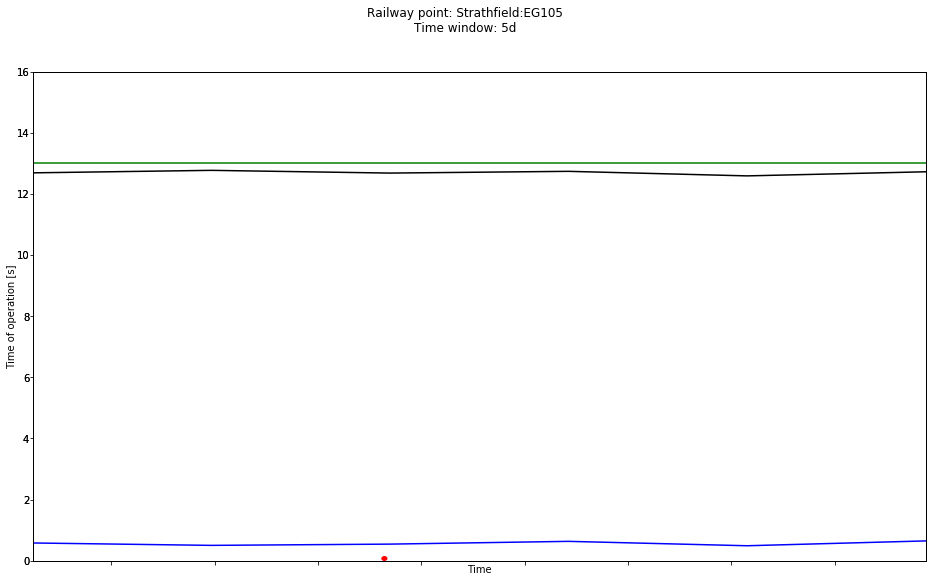 Railway point: Strathfield:EG105
Time window: 5d
16
14
12
10
8
6
4
2
0
Time of operation [s]
Time